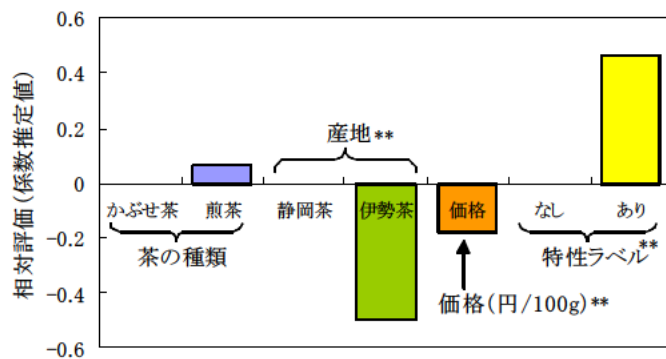 相対評価(係数推定値)
0.6
0.4
0.2
0
-0.2
-0.4
-0.6
産地**
かぶせ茶 煎茶 静岡茶 伊勢茶 価格 なし あり
茶の種類
特性ラベル**
価格(円/100g)**